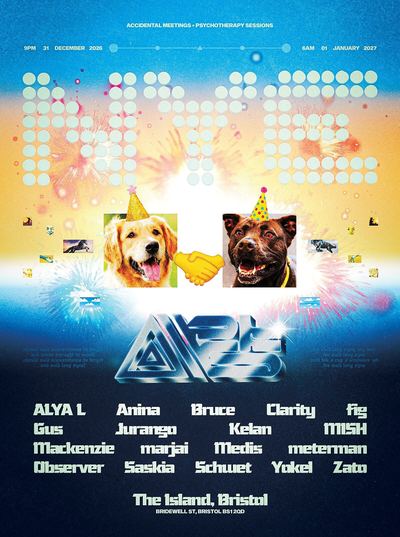 ACCIDENTAL MEETINGS + PSYCHOTHERAPY SESSIONS
9PM 31 DECEMBER 2026 6AM 01 JANUARY 2027
NYE
ALYA L Anina Bruce Clarity fig
Gus Jurango Kelan MISH
Mackenzie marjai Medis meterman
Observer Saskia Schwet Yokel Zato
The Island, Bristol
BRIDEWELL ST, BRISTOL BS1 2QD